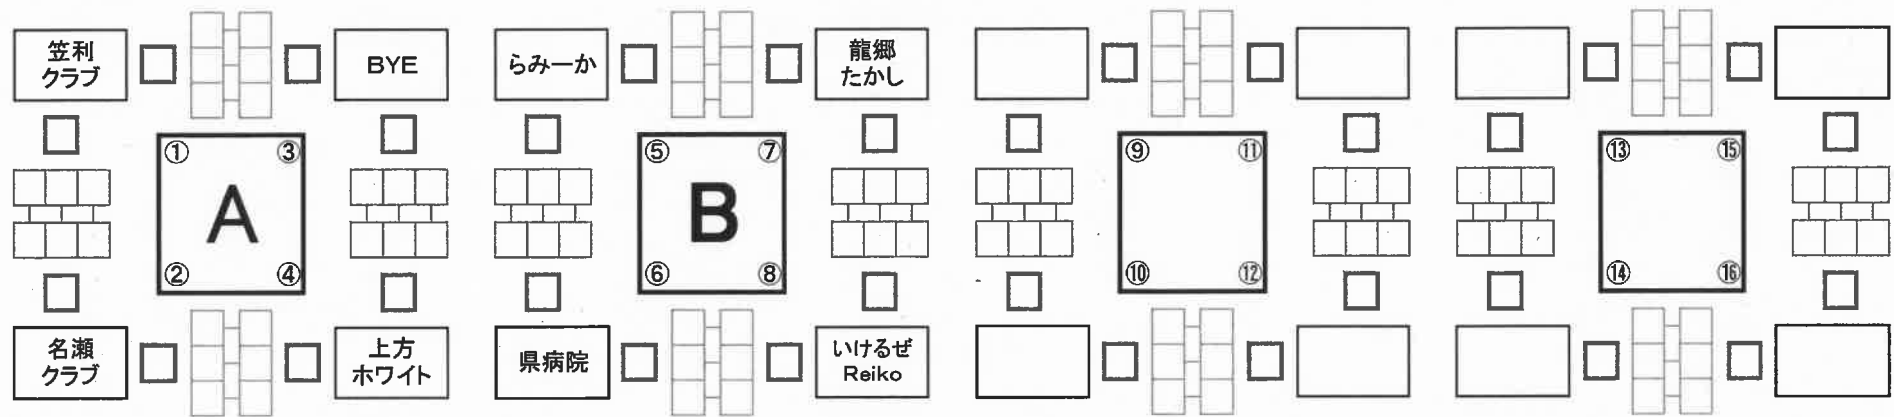 笠利
クラブ
BYE
らみーか
龍郷
たかし
① ③
A
② ④
⑤ ⑦
B
⑥ ⑧
⑨ ⑪
⑩ ⑫
⑬ ⑮
⑭ ⑯
名瀬
クラブ
上方
ホワイト
県病院
いけるぜ
Reiko